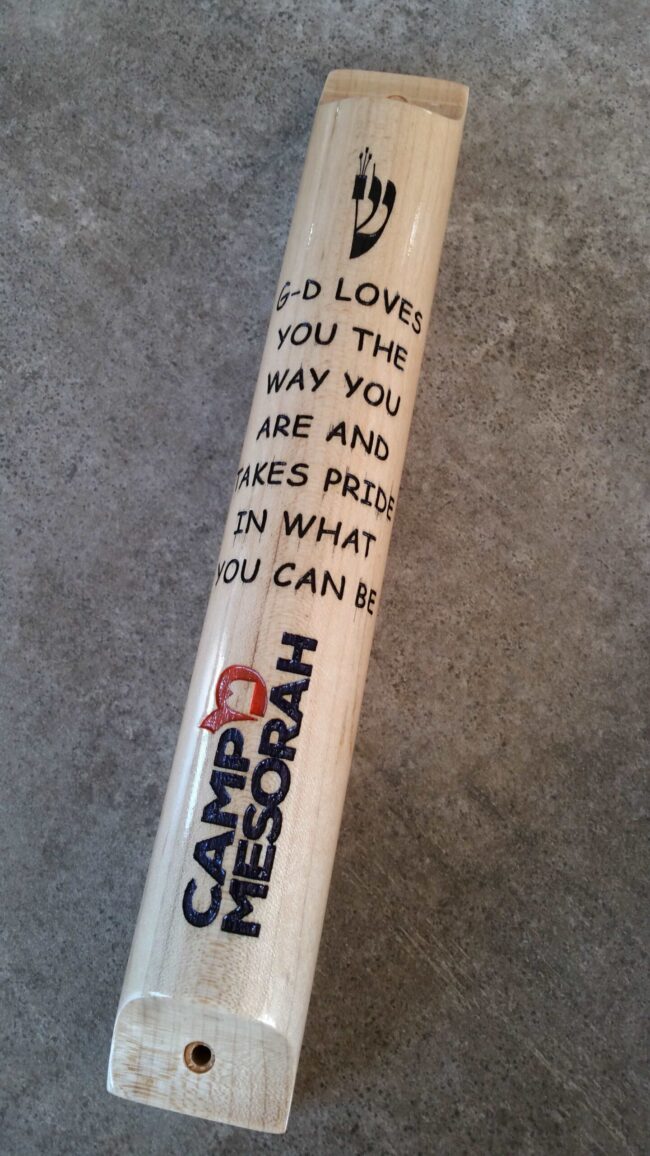 ש
G-D LOVES
YOU THE
WAY YOU
ARE AND
TAKES PRIDE
IN WHAT
YOU CAN BE
מ
CAMP
MESORAH